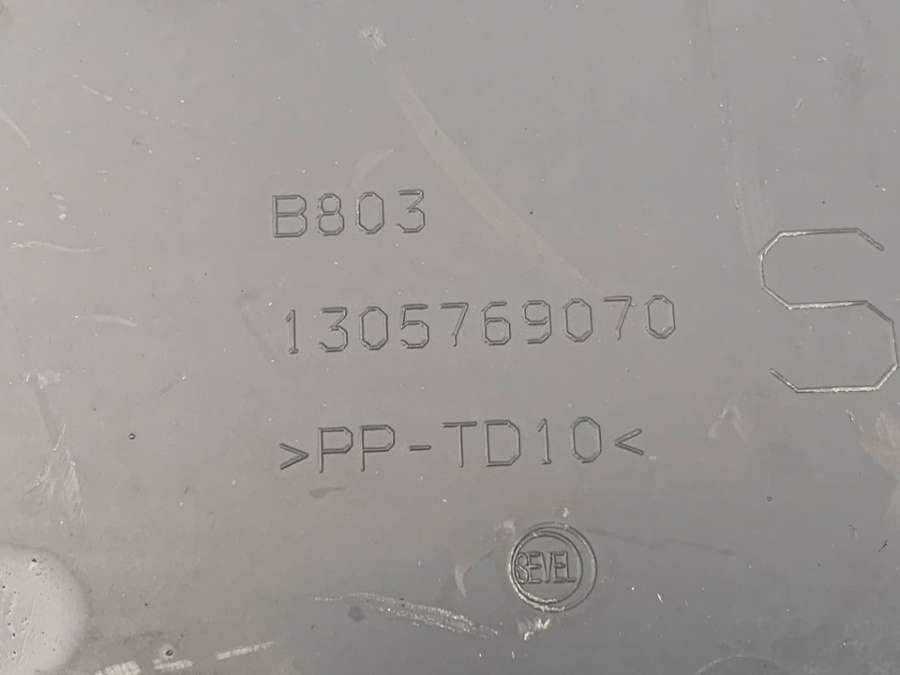 B803
1305769070
>PP-TD10<
SEVEL
S